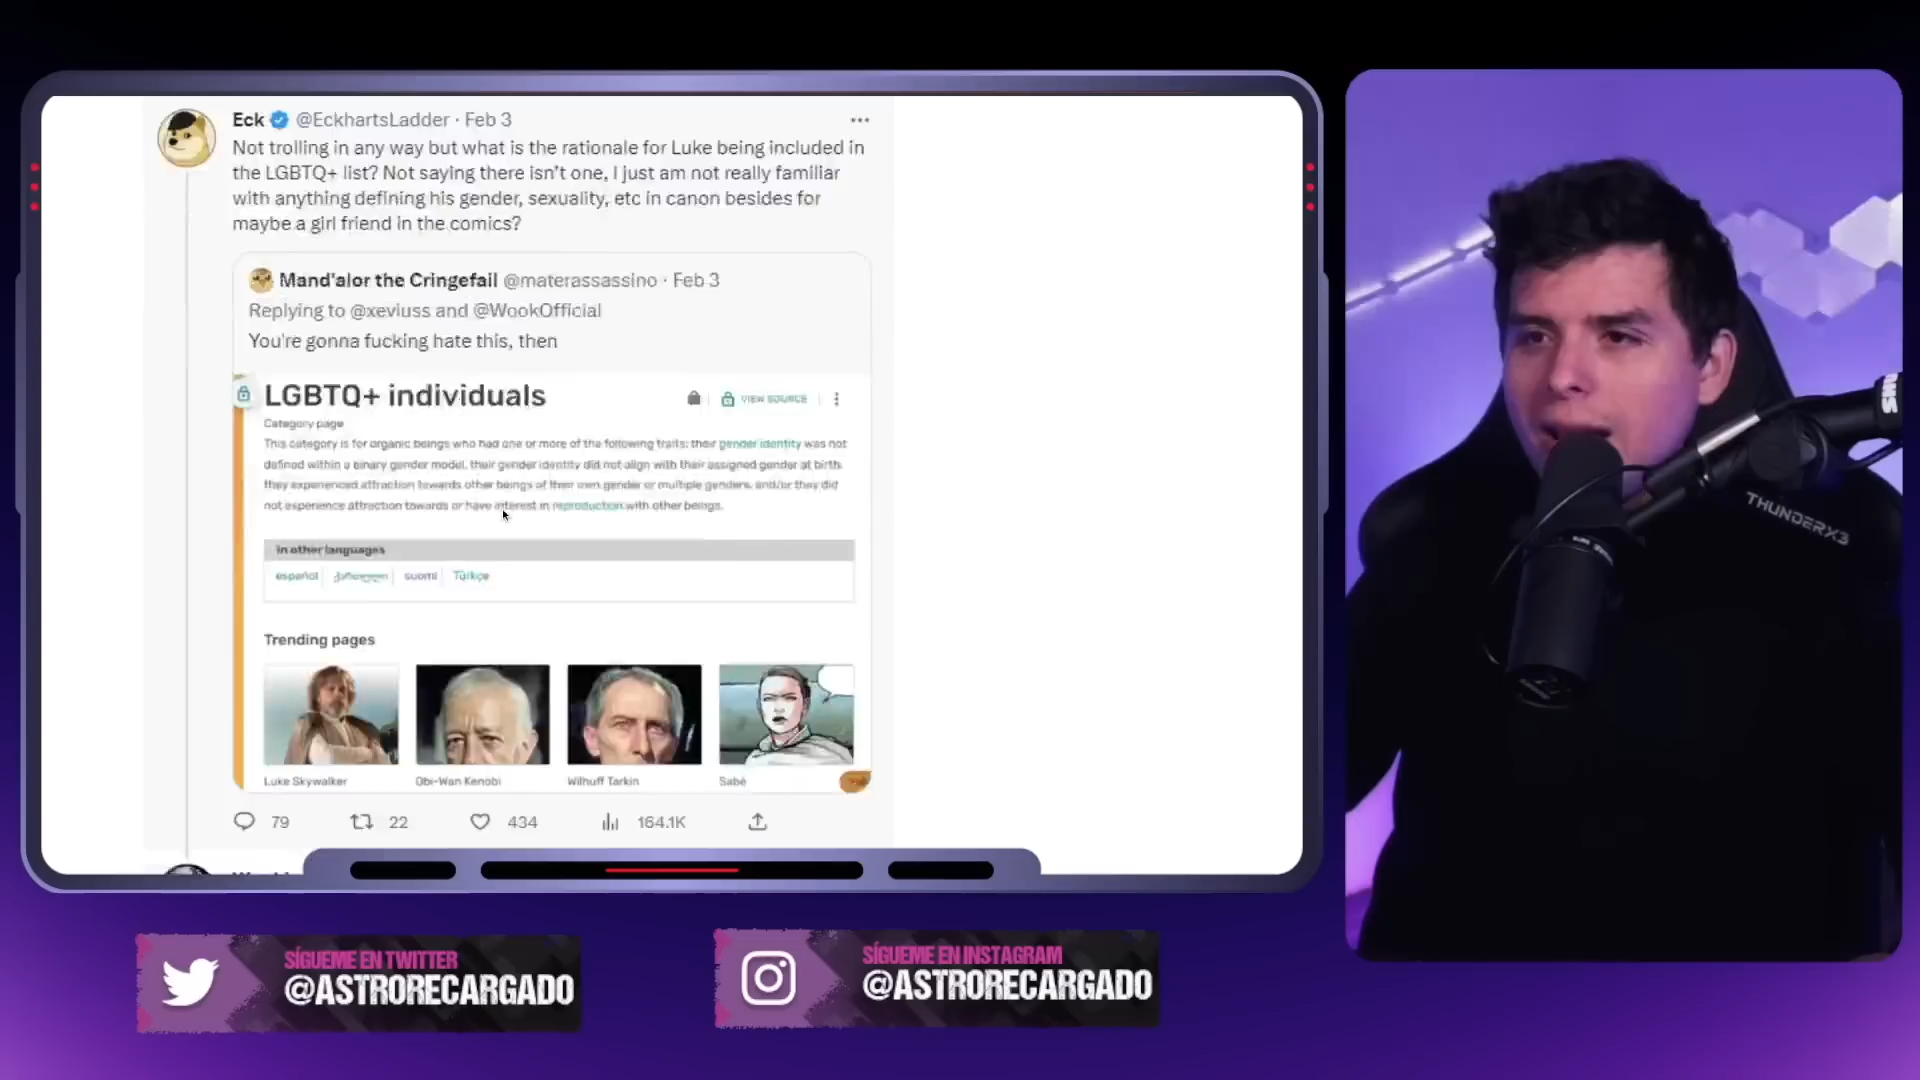 Eck @EckhartsLadder · Feb 3
Not trolling in any way but what is the rationale for Luke being included in
the LGBTQ+ list? Not saying there isn't one, I just am not really familiar
with anything defining his gender, sexuality, etc in canon besides for
maybe a girl friend in the comics?
Mand'alor the Cringefail @materassassino · Feb 3
Replying to @xeviuss and @WookOfficial
You're gonna fucking hate this, then
LGBTQ+ individuals
VIEW SOURCE
Category page
This category is for organic beings who had one or more of the following traits: their gender identity was not
defined within a binary gender model, their gender identity did not align with their assigned gender at birth
they experienced attraction towards other beings of their own gender or multiple genders, and/or they did
not experience attraction towards or have interest in reproduction with other beings.
In other languages
español
suomi Türkçe
Trending pages
Luke Skywalker
Obi-Wan Kenobi
Wilhuff Tarkin
Sabé
79
22
434
164.1K
THUNDERX3
SÍGUEME EN TWITTER
@ASTRORECARGADO
SÍGUEME EN INSTAGRAM
@ASTRORECARGADO